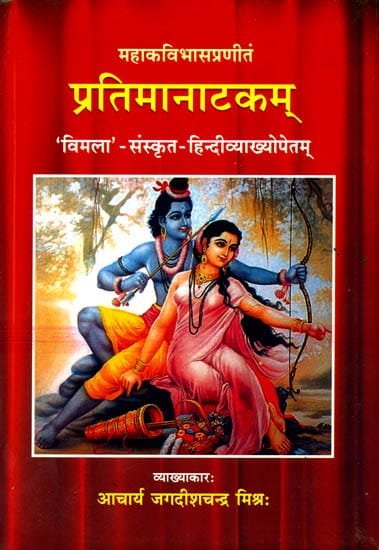 महाकविभासप्रणीतं
प्रतिमानाटकम्
'विमला'-संस्कृत-हिन्दीव्याख्योपेतम्
व्याख्याकारः
आचार्य जगदीशचन्द्र मिश्रः